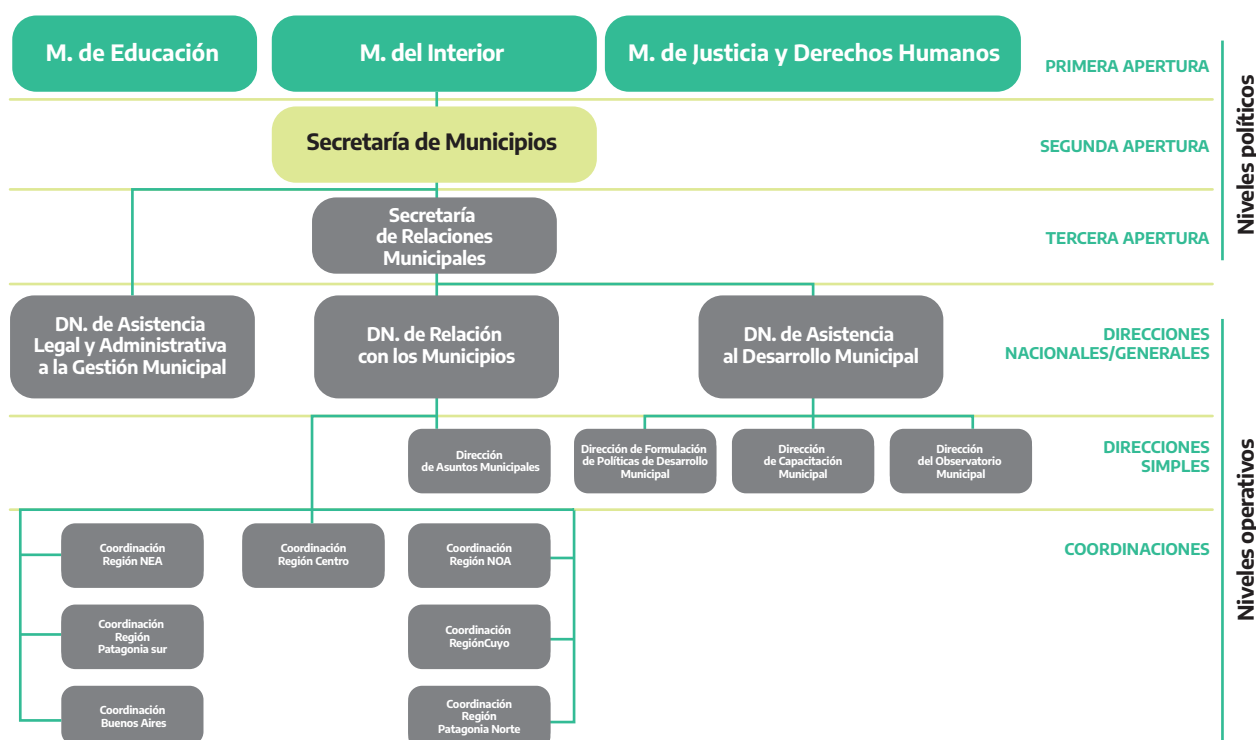 M. de Educación
M. del Interior
M. de Justicia y Derechos Humanos
PRIMERA APERTURA
Niveles políticos
Secretaría de Municipios
SEGUNDA APERTURA
Secretaría
de Relaciones
Municipales
TERCERA APERTURA
DN. de Asistencia
Legal y Administrativa
a la Gestión Municipal
DN. de Relación
con los Municipios
DN. de Asistencia
al Desarrollo Municipal
DIRECCIONES
NACIONALES/GENERALES
Niveles operativos
Dirección
de Asuntos Municipales
Dirección de Formulación
de Políticas de Desarrollo
Municipal
Dirección
de Capacitación
Municipal
Dirección
del Observatorio
Municipal
DIRECCIONES
SIMPLES
Coordinación
Región NEA
Coordinación
Región Centro
Coordinación
Región NOA
COORDINACIONES
Coordinación
Región
Patagonia sur
Coordinación
RegiónCuyo
Coordinación
Buenos Aires
Coordinación
Región
Patagonia Norte